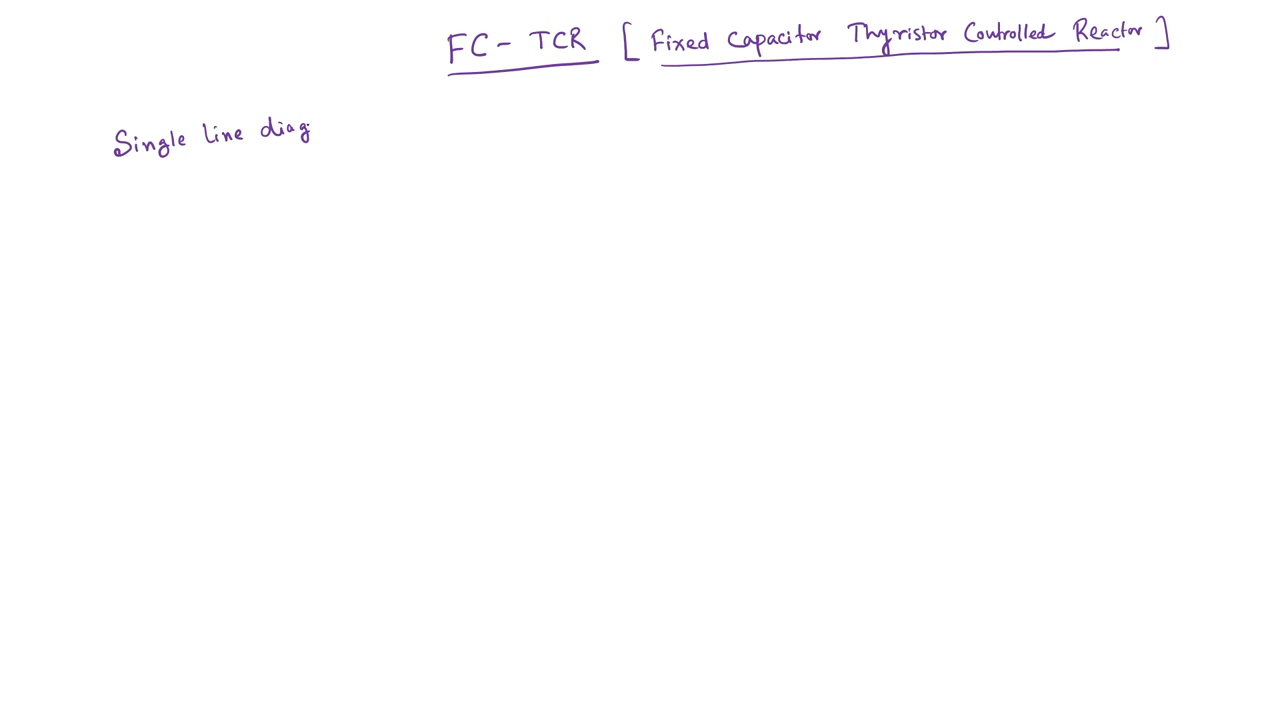 FC - TCR [Fixed Capacitor Thyristor Controlled Reactor]
Single line diag